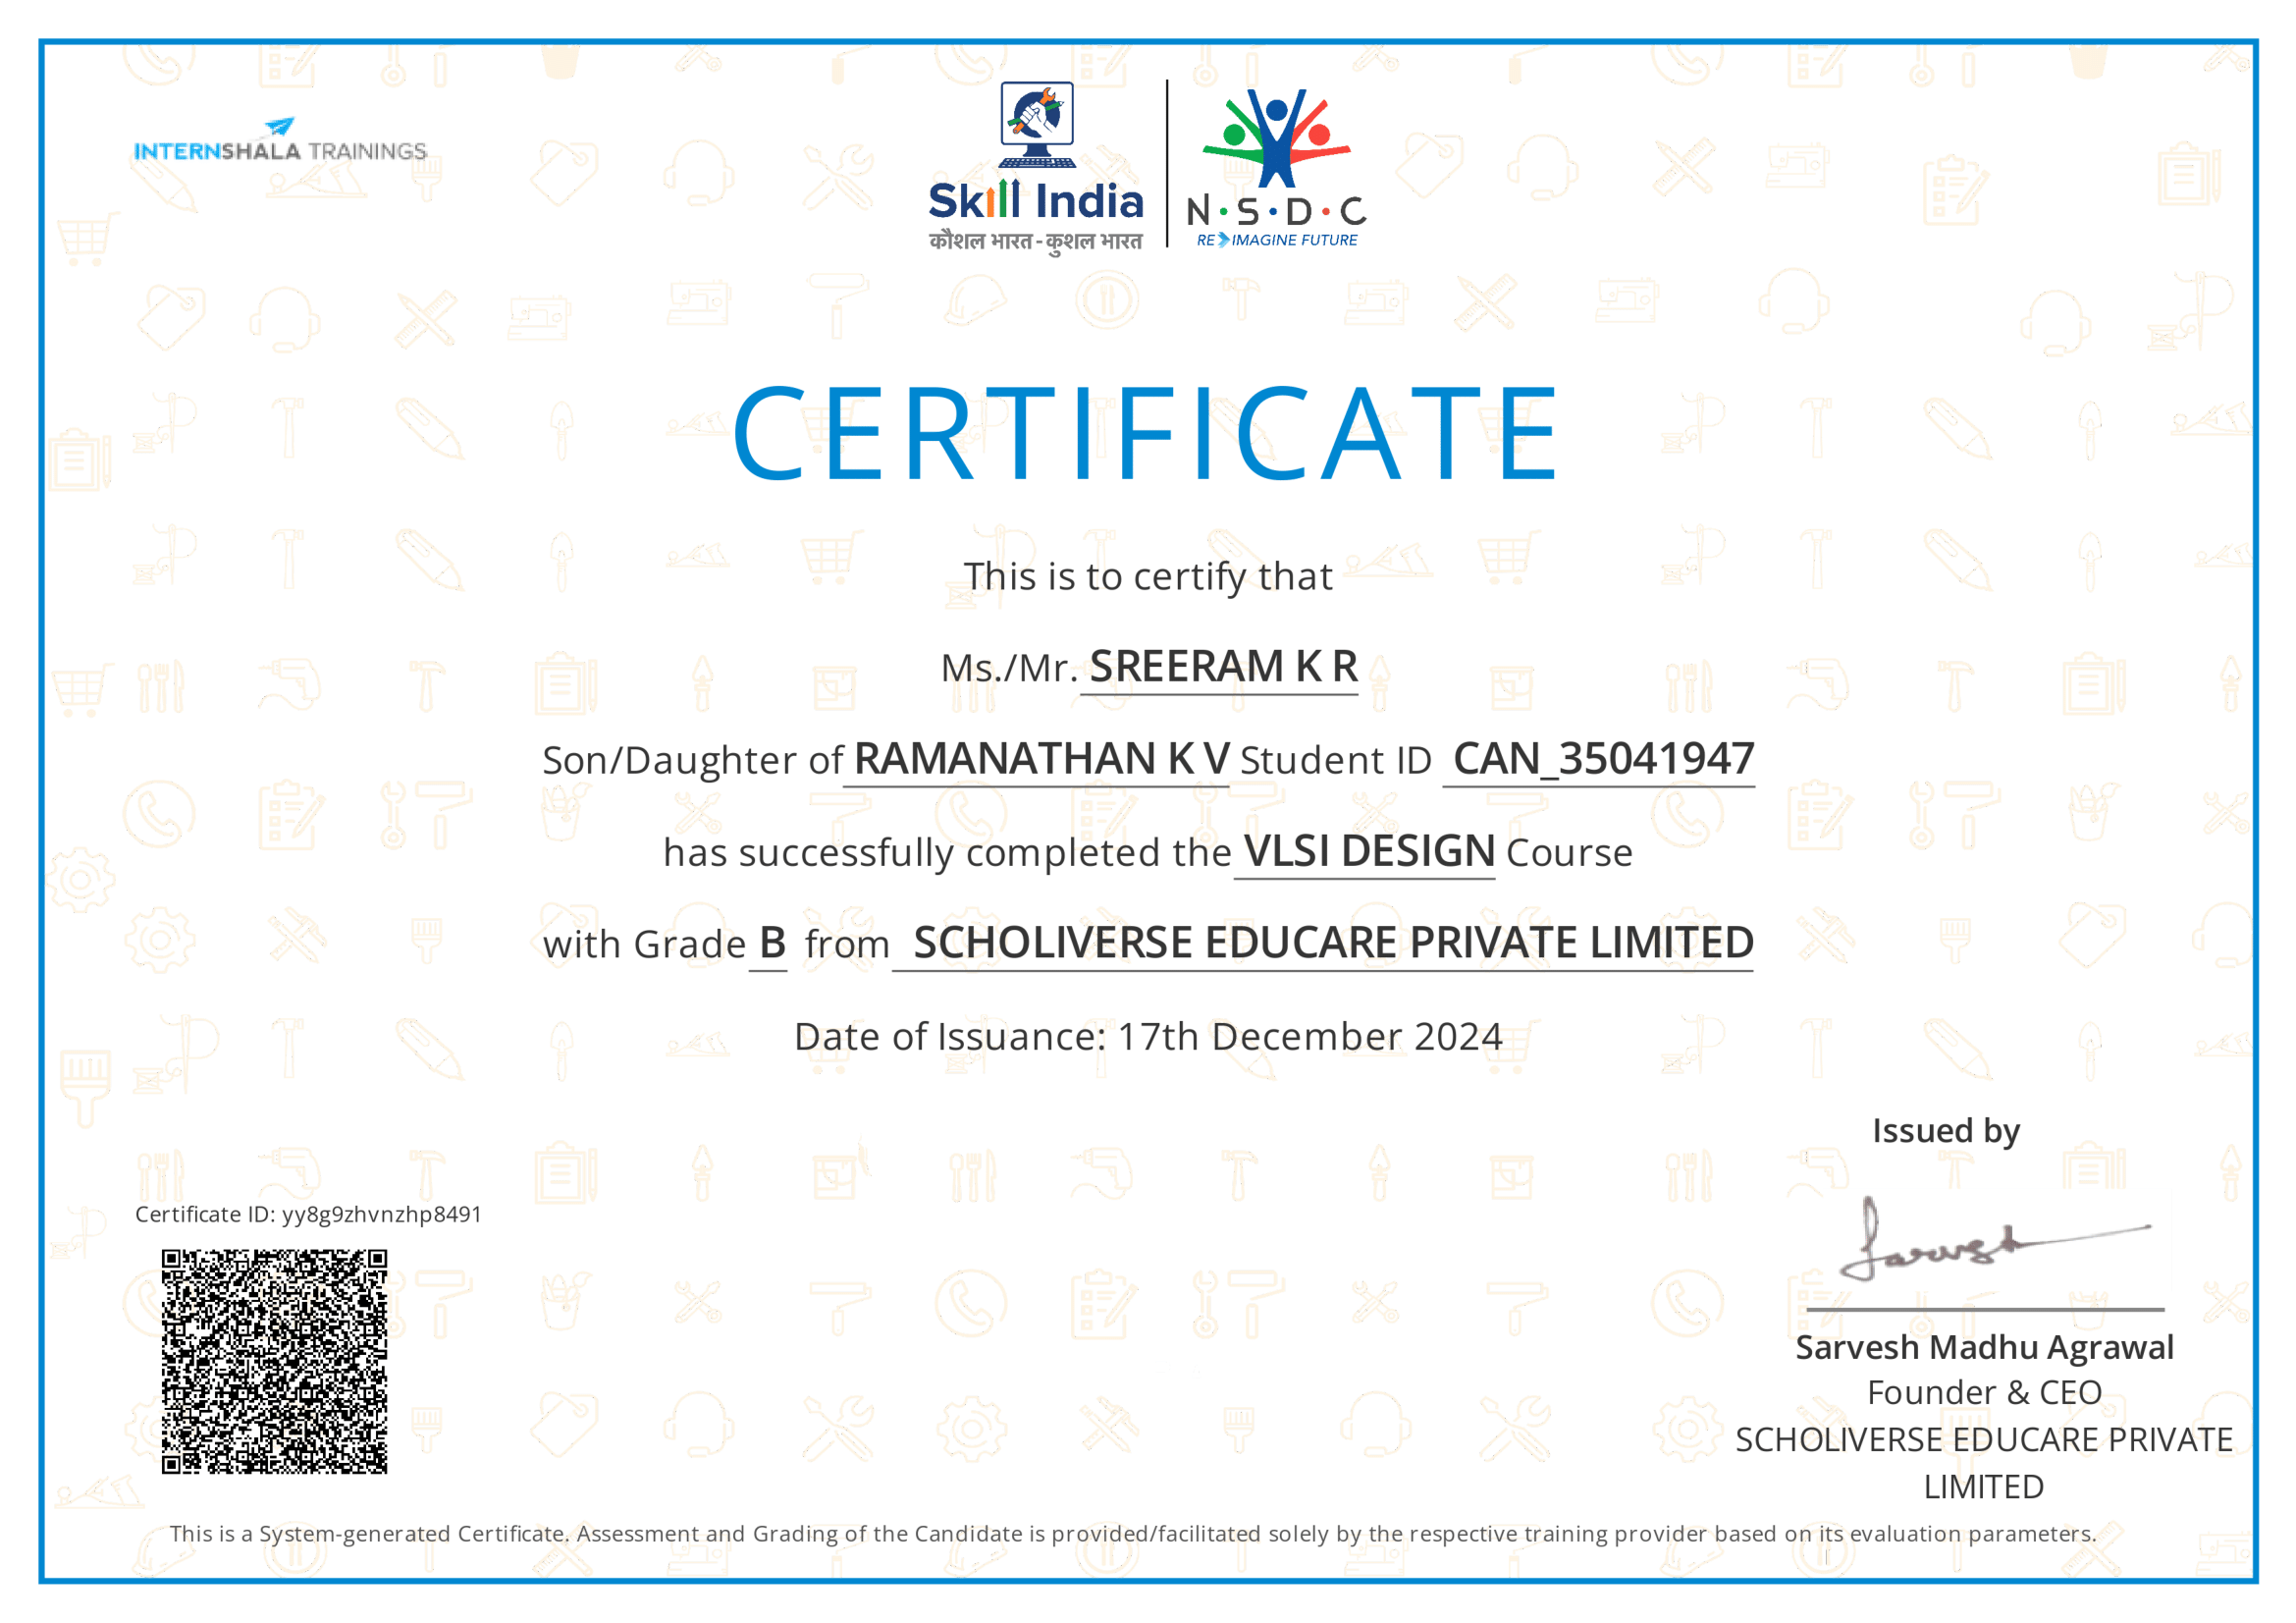 INTERNSHALA TRAININGS
Skill India
कौशल भारत - कुशल भारत
N·S·D·C
RE IMAGINE FUTURE
CERTIFICATE
This is to certify that
Ms./Mr. SREERAM K R
Son/Daughter of RAMANATHAN K V Student ID CAN_35041947
has successfully completed the VLSI DESIGN Course
with Grade B from SCHOLIVERSE EDUCARE PRIVATE LIMITED
Date of Issuance: 17th December 2024
Issued by
Certificate ID: yy8g9zhvnzhp8491
Sarvesh Madhu Agrawal
Founder & CEO
SCHOLIVERSE EDUCARE PRIVATE
LIMITED
This is a System-generated Certificate. Assessment and Grading of the Candidate is provided/facilitated solely by the respective training provider based on its evaluation parameters.